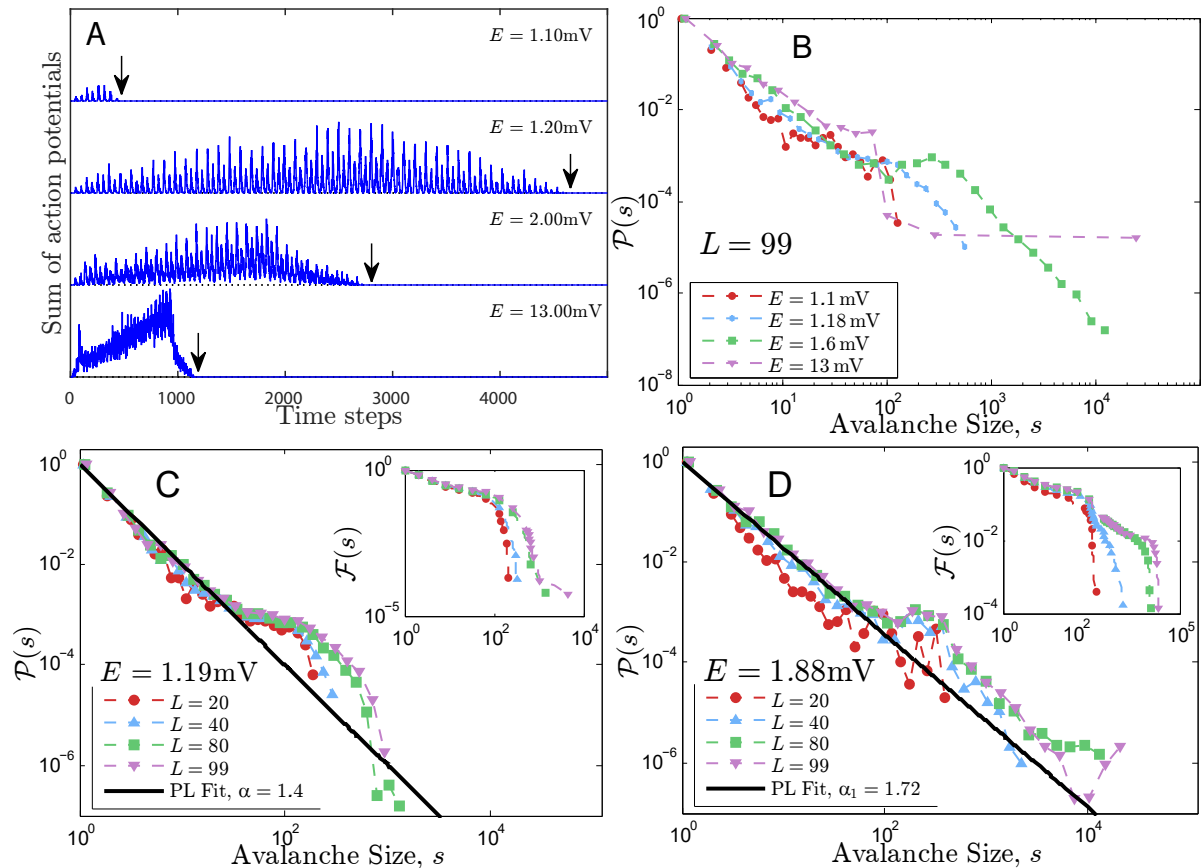 A
E = 1.10mV
E = 1.20mV
E = 2.00mV
E = 13.00mV
Sum of action potentials
0
1000
2000
3000
4000
Time steps
B
10^0
10^-2
10^-4
10^-6
10^-8
P(s)
L = 99
E = 1.1 mV
E = 1.18 mV
E = 1.6 mV
E = 13 mV
10^0
10^1
10^2
10^3
10^4
Avalanche Size, s
C
10^0
10^-2
10^-4
10^-6
P(s)
10^0
10^-5
F(s)
10^0
10^2
10^4
E = 1.19mV
L = 20
L = 40
L = 80
L = 99
PL Fit, α = 1.4
10^0
10^2
10^4
Avalanche Size, s
D
10^0
10^-2
10^-4
10^-6
P(s)
10^0
10^-2
10^-4
F(s)
10^0
10^2
10^5
E = 1.88mV
L = 20
L = 40
L = 80
L = 99
PL Fit, α₁ = 1.72
10^0
10^2
10^4
Avalanche Size, s